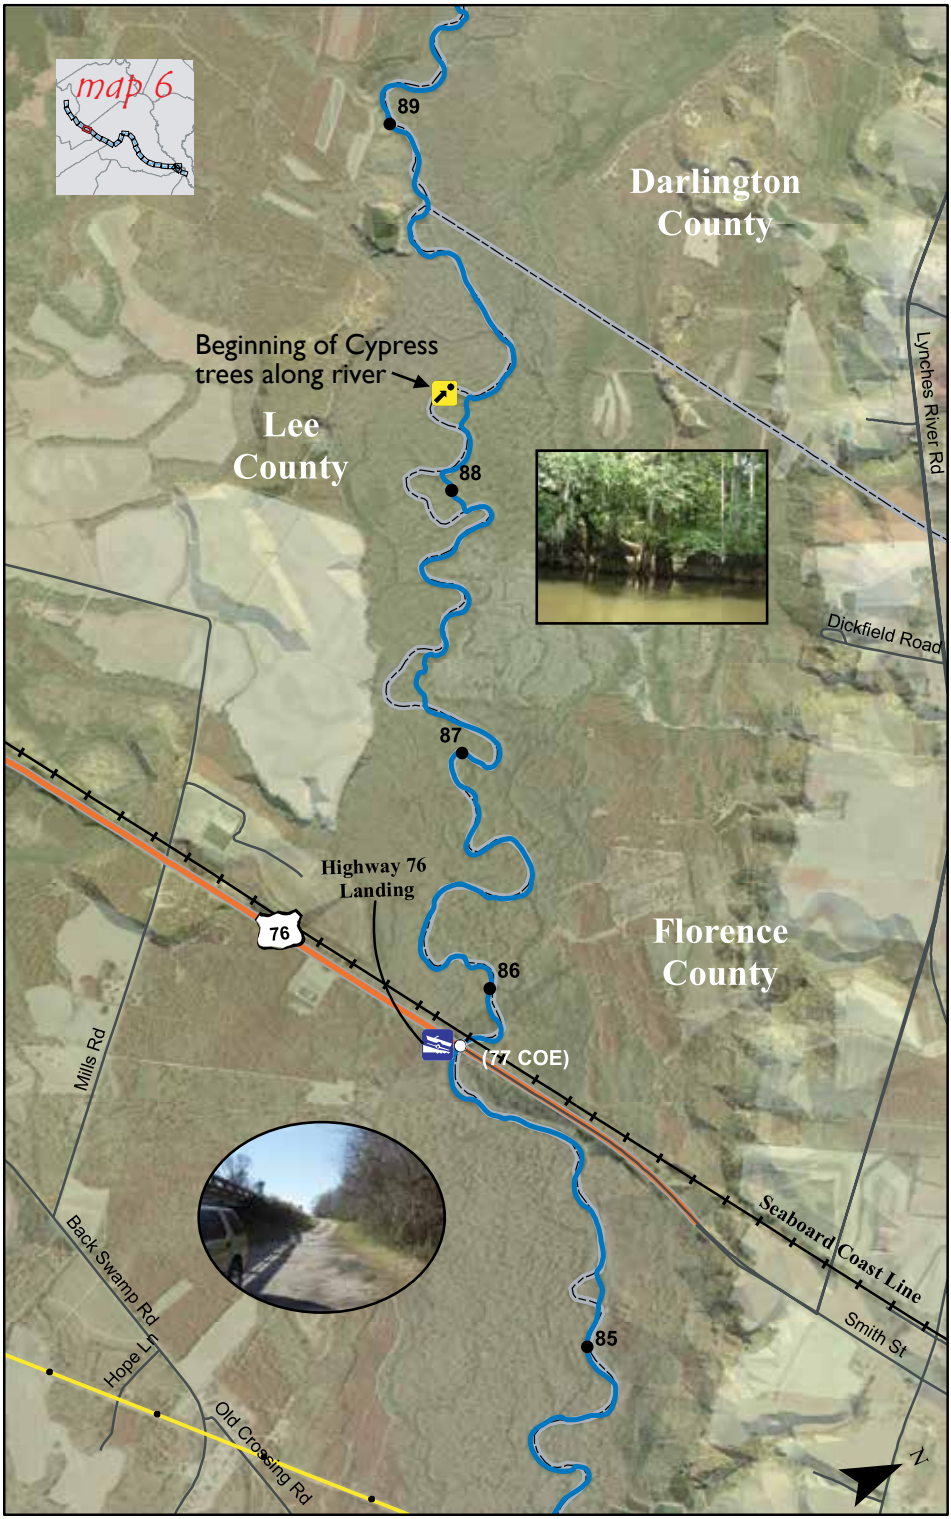 map 6
89
Darlington
County
Lynches River Rd
Beginning of Cypress
trees along river
Lee
County
88
Dickfield Road
87
Highway 76
Landing
76
Florence
County
86
(77 COE)
Mills Rd
Seaboard Coast Line
Back Swamp Rd
Smith St
85
Hope Ln
Old Crossing Rd
N